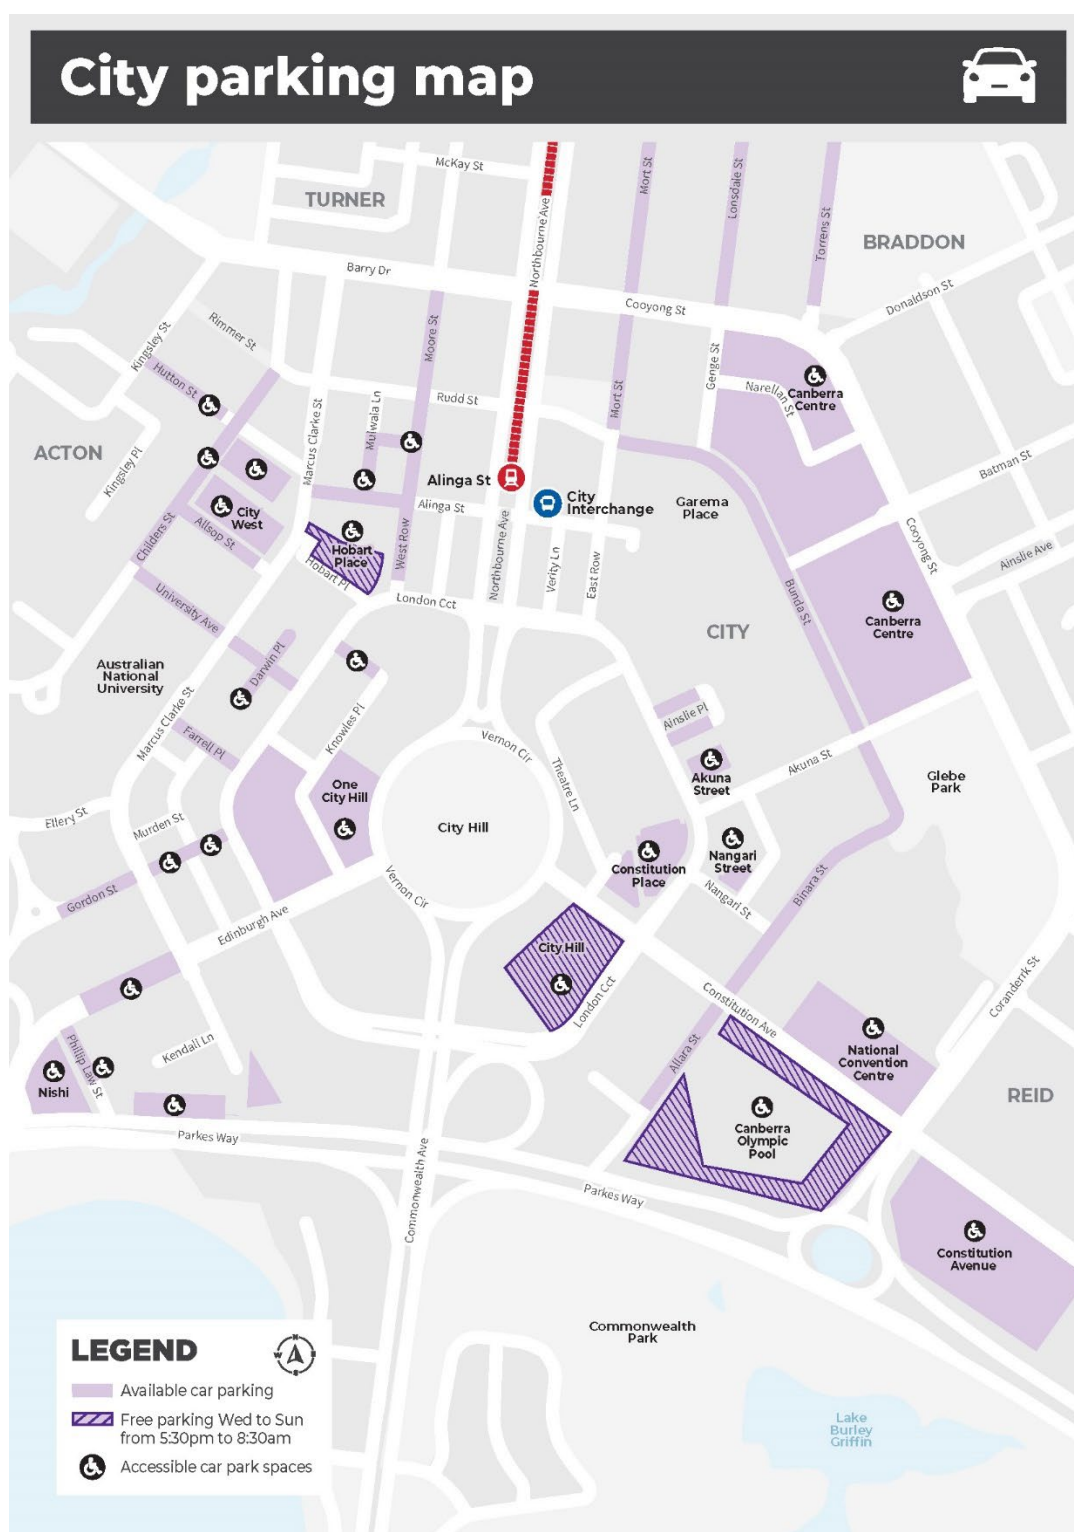 City parking map
McKay St
TURNER
Northbourne Ave
Mort St
Lonsdale St
Torrens St
BRADDON
Barry Dr
Cooyong St
Donaldson St
Kingsley St
Rimmer St
Moore St
Hutton St
Genge St
Narellan St
Canberra
Centre
Mulwala Ln
Rudd St
Mort St
Marcus Clarke St
ACTON
Kingsley Pl
Batman St
Alinga St
City
Interchange
Garema
Place
City
West
Allsop St
Childers St
Alinga St
Hobart
Place
Hobart Pl
West Row
Northbourne Ave
Verity Ln
East Row
Cooyong St
Ainslie Ave
Bunda St
University Ave
London Cct
CITY
Canberra
Centre
Australian
National
University
Darwin Pl
Marcus Clarke St
Knowles Pl
Farrell Pl
Vernon Cir
Theatre Ln
Ainslie Pl
Akuna
Street
Akuna St
Glebe
Park
One
City Hill
City Hill
Ellery St
Murden St
Constitution
Place
Nangari
Street
Nangari St
Binara St
Gordon St
Vernon Cir
Edinburgh Ave
City Hill
London Cct
Constitution Ave
Coranderrk St
Kendall Ln
Phillip Law St
Nishi
Allara St
National
Convention
Centre
REID
Canberra
Olympic
Pool
Parkes Way
Commonwealth Ave
Parkes Way
Constitution
Avenue
Commonwealth
Park
Lake
Burley
Griffin
LEGEND
N
W
E
S
Available car parking
Free parking Wed to Sun
from 5:30pm to 8:30am
Accessible car park spaces